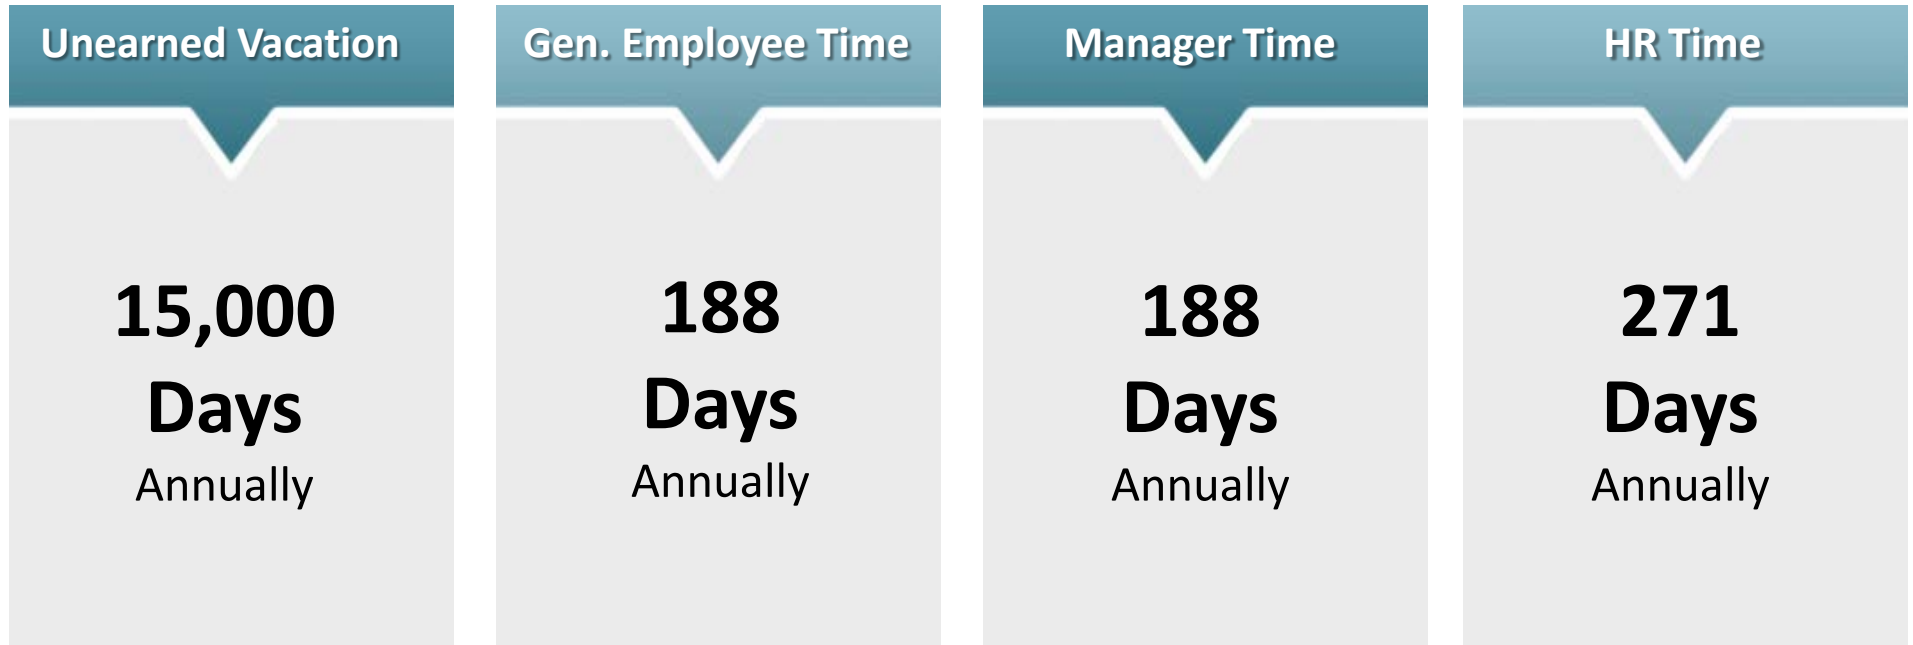 Unearned Vacation
15,000
Days
Annually
Gen. Employee Time
188
Days
Annually
Manager Time
188
Days
Annually
HR Time
271
Days
Annually